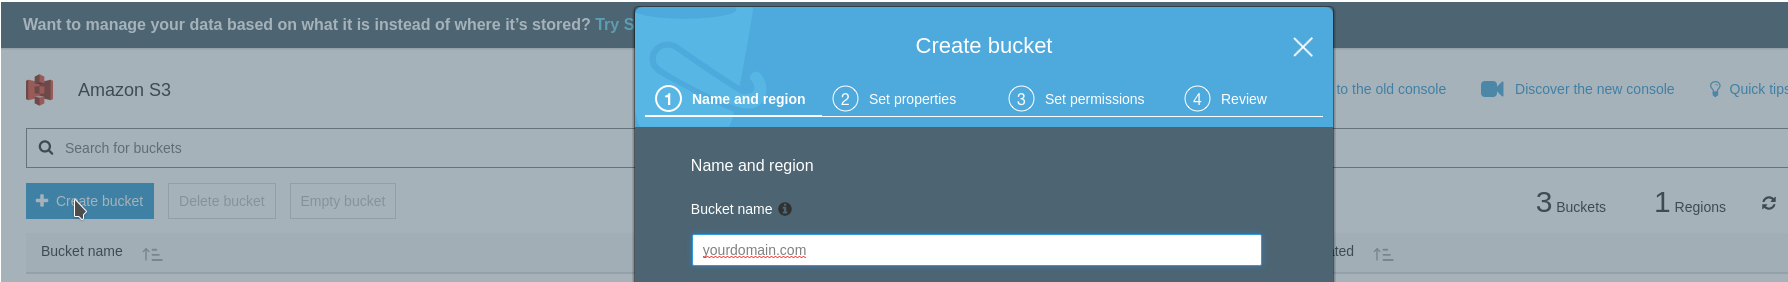 Want to manage your data based on what it is instead of where it's stored? Try S
Amazon S3
to the old console
Discover the new console
Quick tips
Search for buckets
Create bucket
Delete bucket
Empty bucket
3 Buckets
1 Regions
Bucket name
Create bucket
1 Name and region
2 Set properties
3 Set permissions
4 Review
Name and region
Bucket name
yourdomain.com